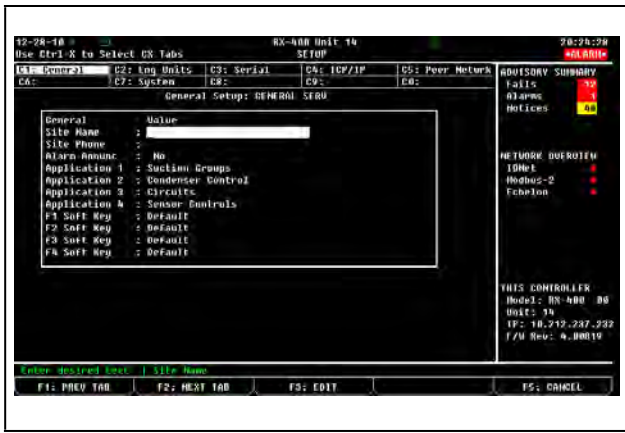 12-28-10 RX-400 Unit 14 20:24:28
Use Ctrl-X to Select CX Tabs SETUP *ALARM*
C1: General C2: Eng Units C3: Serial C4: TCP/IP C5: Peer Network
C6: C7: System C8: C9: C0:
General Setup: GENERAL SERV
General Value
Site Name :
Site Phone :
Alarm Annunc : No
Application 1 : Suction Groups
Application 2 : Condenser Control
Application 3 : Circuits
Application 4 : Sensor Controls
F1 Soft Key : Default
F2 Soft Key : Default
F3 Soft Key : Default
F4 Soft Key : Default
ADVISORY SUMMARY
Fails
Alarms
Notices
NETWORK OVERVIEW
IONet
Modbus-2
Echelon
THIS CONTROLLER
Model: RX-400
Unit: 14
IP: 10.212.237.232
F/W Rev: 4.00B19
Enter desired text | Site Name
F1: PREV TAB F2: NEXT TAB F3: EDIT F5: CANCEL